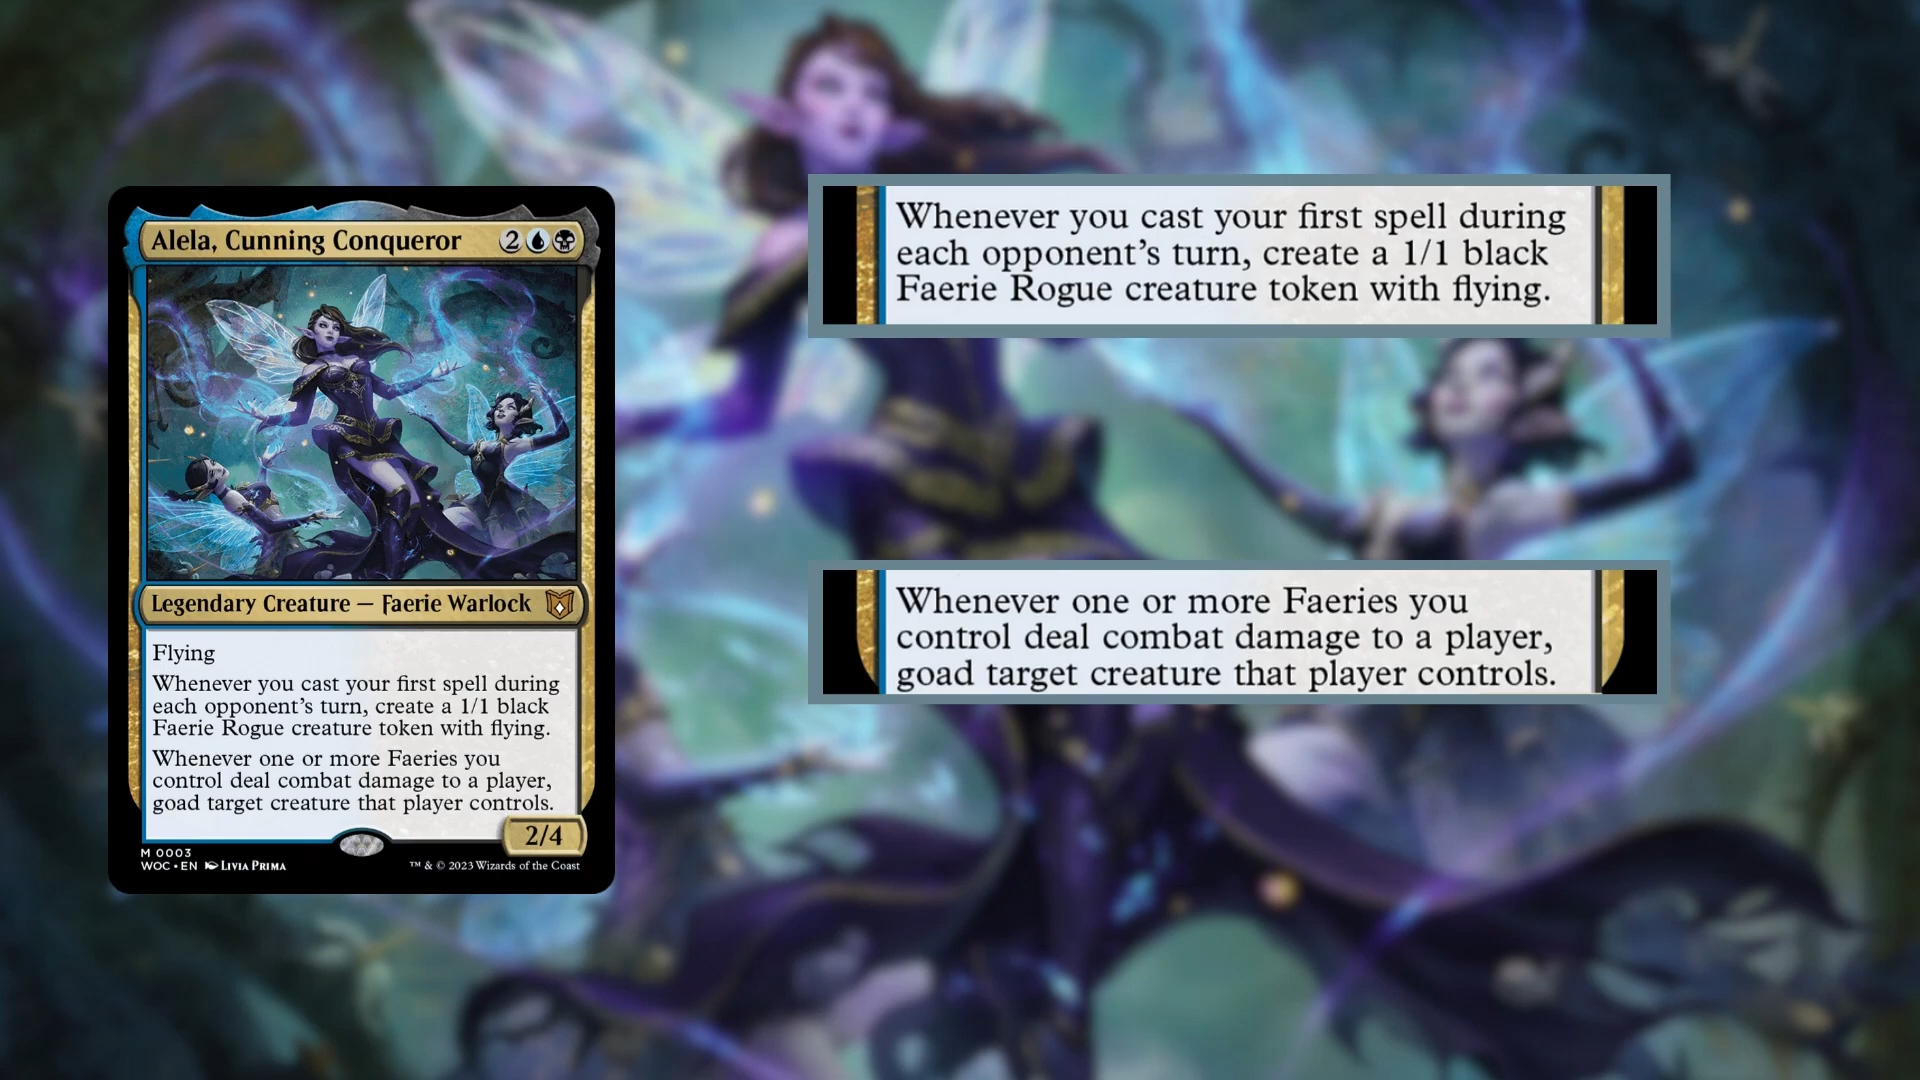 Alela, Cunning Conqueror 2
Legendary Creature — Faerie Warlock
Flying
Whenever you cast your first spell during
each opponent's turn, create a 1/1 black
Faerie Rogue creature token with flying.
Whenever one or more Faeries you
control deal combat damage to a player,
goad target creature that player controls.
2/4
M 0003
WOC • EN LIVIA PRIMA
™ & © 2023 Wizards of the Coast
Whenever you cast your first spell during
each opponent's turn, create a 1/1 black
Faerie Rogue creature token with flying.
Whenever one or more Faeries you
control deal combat damage to a player,
goad target creature that player controls.